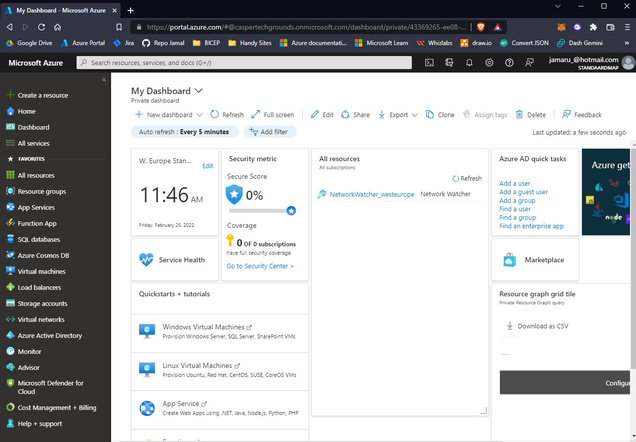 My Dashboard - Microsoft Azure
https://portal.azure.com/#@caspertechgrounds.onmicrosoft.com/dashboard/private/43369265-ee08-...
Google Drive
Azure Portal
Jira
Repo Jamal
BICEP
Handy Sites
Azure documentat...
Microsoft Learn
Whizlabs
draw.io
Convert JSON
Dash Gemini
Microsoft Azure
Search resources, services, and docs (G+/)
jamaru_@hotmail.com
STANDAARDMAP
Create a resource
Home
Dashboard
All services
FAVORITES
All resources
Resource groups
App Services
Function App
SQL databases
Azure Cosmos DB
Virtual machines
Load balancers
Storage accounts
Virtual networks
Azure Active Directory
Monitor
Advisor
Microsoft Defender for
Cloud
Cost Management + Billing
Help + support
My Dashboard
Private dashboard
New dashboard
Refresh
Full screen
Edit
Share
Export
Clone
Assign tags
Delete
Feedback
Auto refresh : Every 5 minutes
Add filter
Last updated: a few seconds ago
W. Europe Stan...
Edit
11:46 AM
Friday, February 25, 2022
Service Health
Security metric
Secure Score
0%
Coverage
0 OF 0 subscriptions
have full security coverage
Go to Security Center >
All resources
All subscriptions
Refresh
NetworkWatcher_westeurope
Network Watcher
Azure AD quick tasks
Add a user
Add a guest user
Add a group
Find a user
Find a group
Find an enterprise app
Azure get
node
Marketplace
Quickstarts + tutorials
Windows Virtual Machines
Provision Windows Server, SQL Server, SharePoint VMs
Linux Virtual Machines
Provision Ubuntu, Red Hat, CentOS, SUSE, CoreOS VMs
App Service
Create Web Apps using .NET, Java, Node.js, Python, PHP
Resource graph grid tile
Private Resource Graph query
Download as CSV
Configu